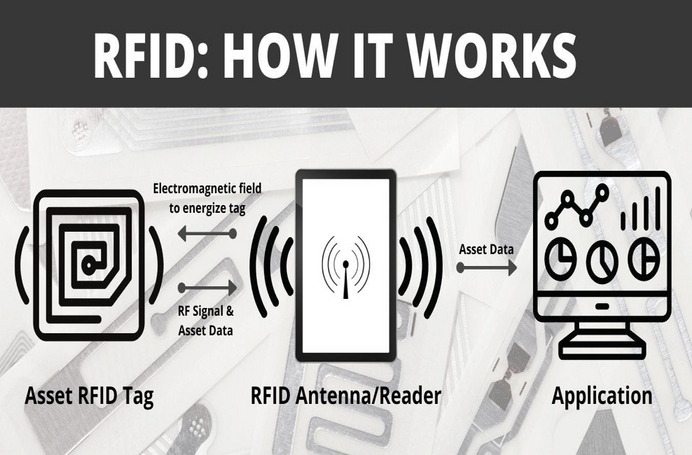 RFID: HOW IT WORKS
Electromagnetic field
to energize tag
RF Signal &
Asset Data
Asset Data
Asset RFID Tag
RFID Antenna/Reader
Application